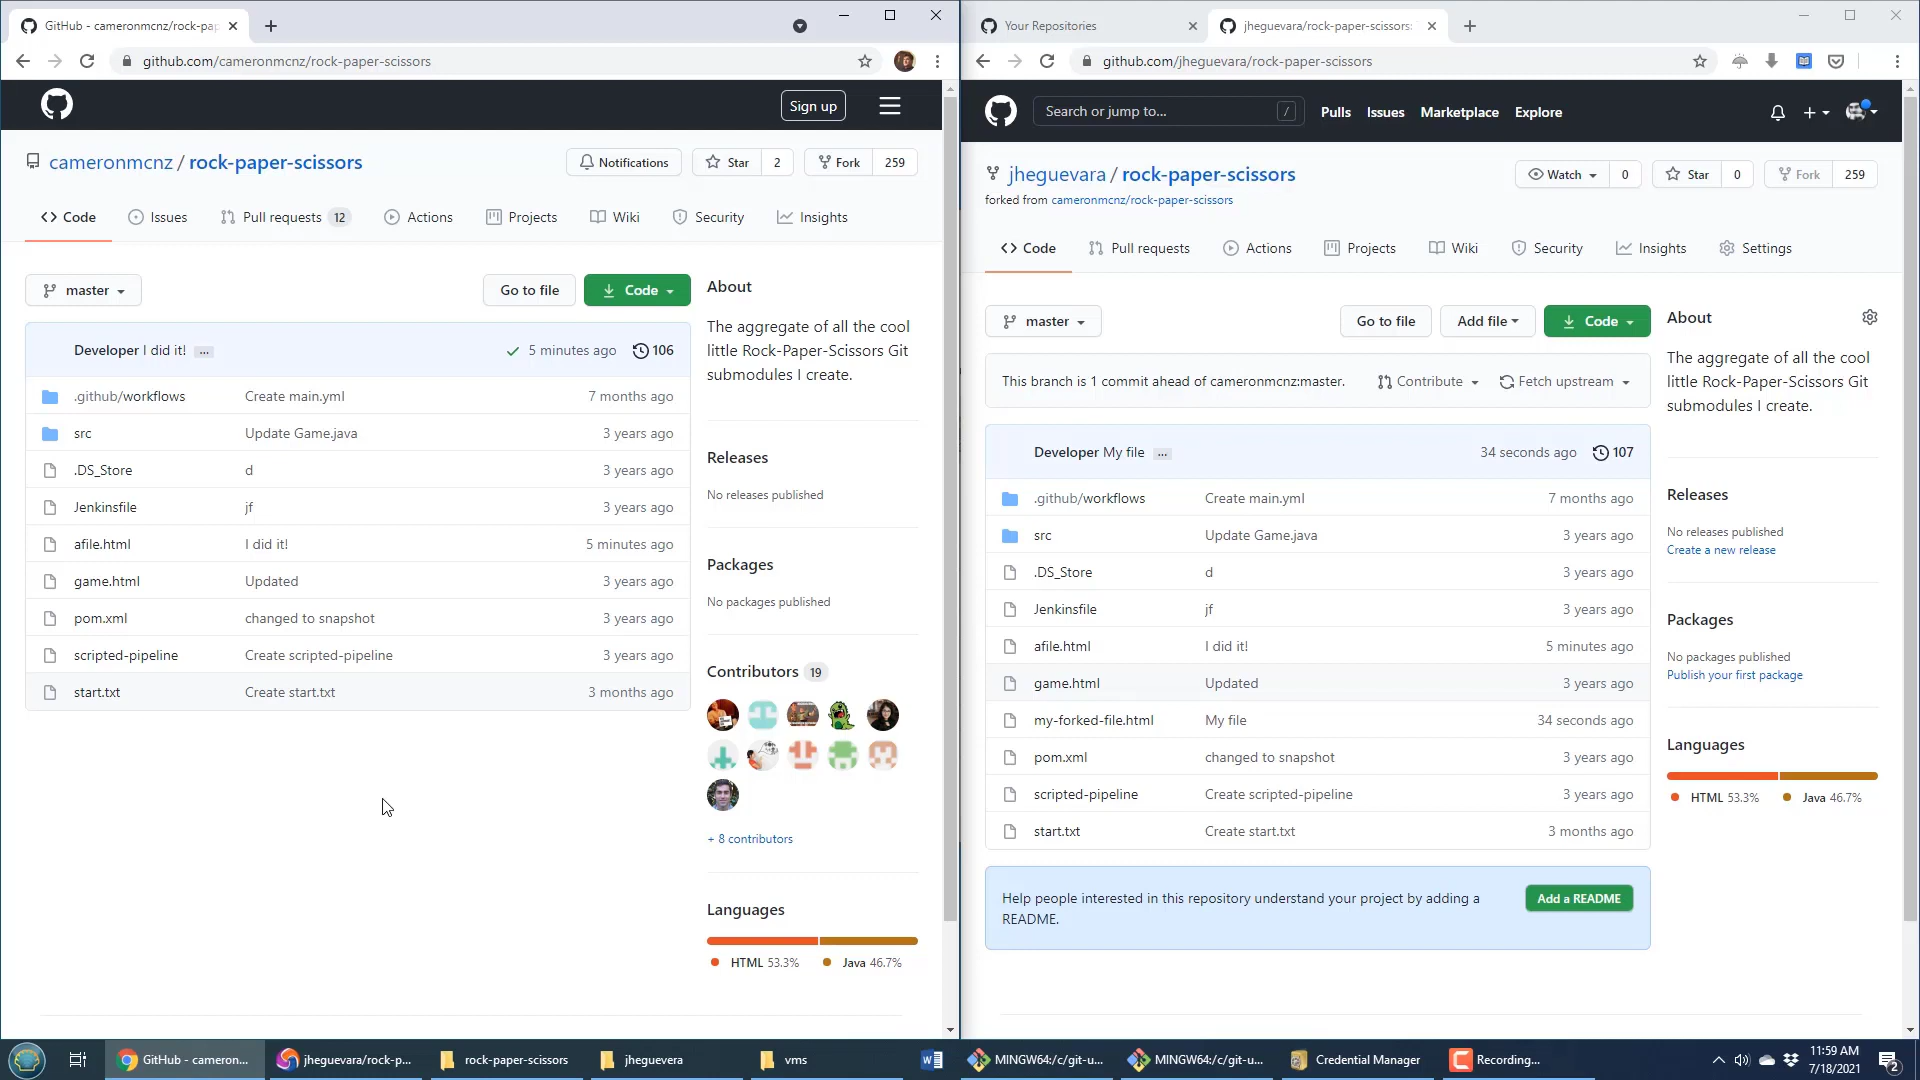 GitHub - cameronmcnz/rock-pap
github.com/cameronmcnz/rock-paper-scissors
Sign up
cameronmcnz / rock-paper-scissors
Notifications
Star 2
Fork 259
Code
Issues
Pull requests 12
Actions
Projects
Wiki
Security
Insights
master
Go to file
Code
Developer I did it! ...
5 minutes ago
106
.github/workflows Create main.yml 7 months ago
src Update Game.java 3 years ago
.DS_Store d 3 years ago
Jenkinsfile jf 3 years ago
afile.html I did it! 5 minutes ago
game.html Updated 3 years ago
pom.xml changed to snapshot 3 years ago
scripted-pipeline Create scripted-pipeline 3 years ago
start.txt Create start.txt 3 months ago
About
The aggregate of all the cool
little Rock-Paper-Scissors Git
submodules I create.
Releases
No releases published
Packages
No packages published
Contributors 19
+ 8 contributors
Languages
HTML 53.3% Java 46.7%
Your Repositories
jheguevara/rock-paper-scissors:
github.com/jheguevara/rock-paper-scissors
Search or jump to... /
Pulls
Issues
Marketplace
Explore
jheguevara / rock-paper-scissors
forked from cameronmcnz/rock-paper-scissors
Watch 0
Star 0
Fork 259
Code
Pull requests
Actions
Projects
Wiki
Security
Insights
Settings
master
Go to file
Add file
Code
This branch is 1 commit ahead of cameronmcnz:master.
Contribute
Fetch upstream
Developer My file ...
34 seconds ago
107
.github/workflows Create main.yml 7 months ago
src Update Game.java 3 years ago
.DS_Store d 3 years ago
Jenkinsfile jf 3 years ago
afile.html I did it! 5 minutes ago
game.html Updated 3 years ago
my-forked-file.html My file 34 seconds ago
pom.xml changed to snapshot 3 years ago
scripted-pipeline Create scripted-pipeline 3 years ago
start.txt Create start.txt 3 months ago
Help people interested in this repository understand your project by adding a
README.
Add a README
About
The aggregate of all the cool
little Rock-Paper-Scissors Git
submodules I create.
Releases
No releases published
Create a new release
Packages
No packages published
Publish your first package
Languages
HTML 53.3% Java 46.7%
GitHub - cameron...
jheguevara/rock-p...
rock-paper-scissors
jheguevera
vms
MINGW64:/c/git-u...
MINGW64:/c/git-u...
Credential Manager
Recording...
11:59 AM
7/18/2021
2